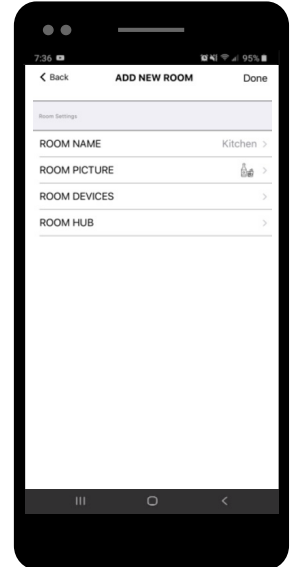 7:36 95%
Back ADD NEW ROOM Done
Room Settings
ROOM NAME Kitchen >
ROOM PICTURE >
ROOM DEVICES >
ROOM HUB >